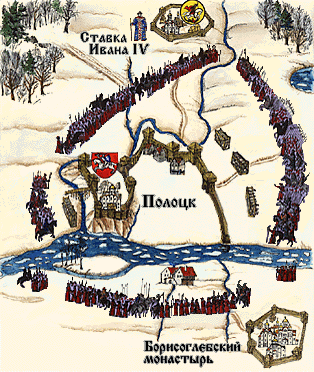 Ставка
Ивана IV
Полоцк
Борисоглебский
монастырь